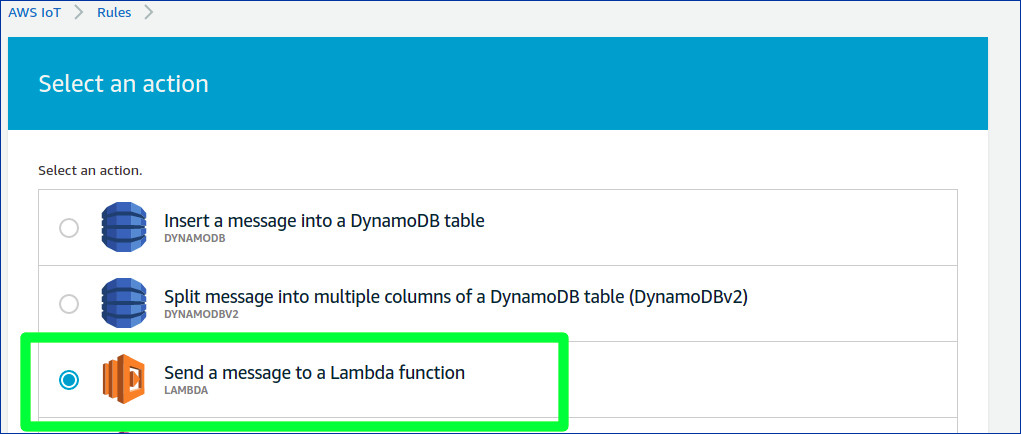 AWS IoT > Rules >
Select an action
Select an action.
Insert a message into a DynamoDB table
DYNAMODB
Split message into multiple columns of a DynamoDB table (DynamoDBv2)
DYNAMODBV2
Send a message to a Lambda function
LAMBDA